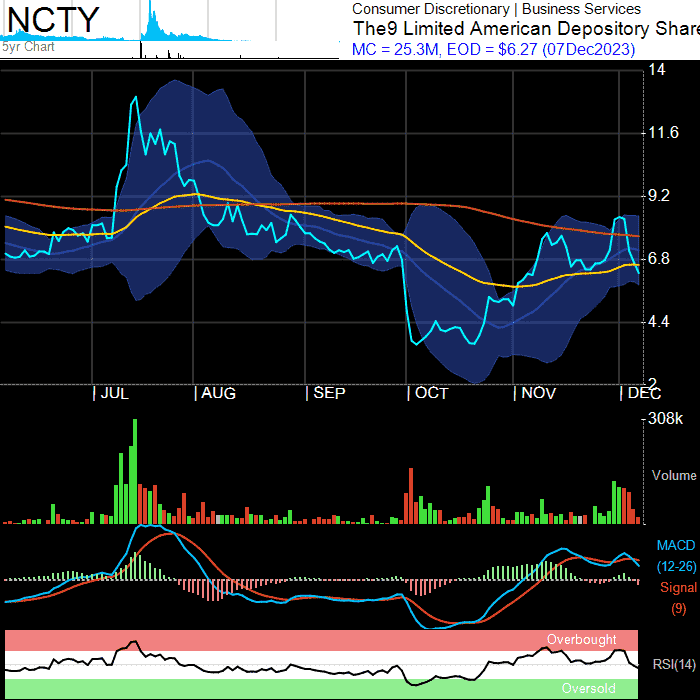 NCTY
5yr Chart
Consumer Discretionary | Business Services
The9 Limited American Depository Share
MC = 25.3M, EOD = $6.27 (07Dec2023)
14
11.6
9.2
6.8
4.4
2
| JUL | AUG | SEP | OCT | NOV | DEC
308k
Volume
MACD
(12-26)
Signal
(9)
Overbought
RSI(14)
Oversold